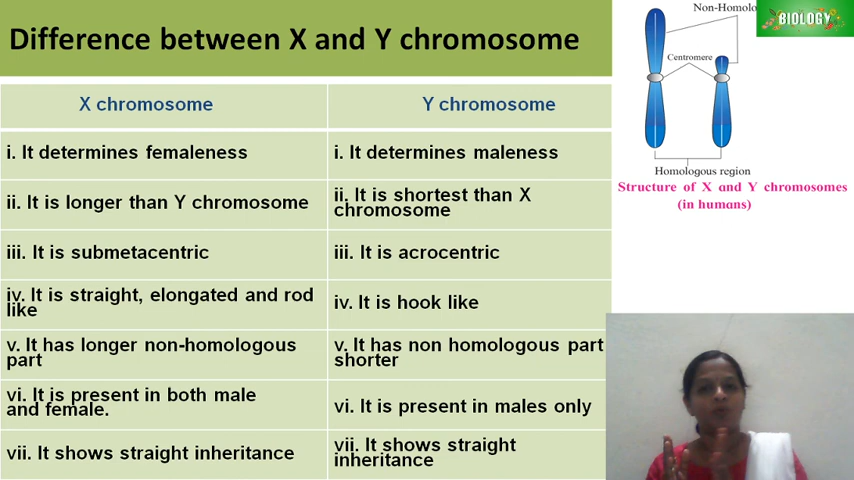 Difference between X and Y chromosome
X chromosome
Y chromosome
i. It determines femaleness
i. It determines maleness
ii. It is longer than Y chromosome
ii. It is shortest than X
chromosome
iii. It is submetacentric
iii. It is acrocentric
iv. It is straight, elongated and rod
like
iv. It is hook like
v. It has longer non-homologous
part
v. It has non homologous part
shorter
vi. It is present in both male
and female.
vi. It is present in males only
vii. It shows straight inheritance
vii. It shows straight
inheritance
Non-Homolo
BIOLOGY
Centromere
Homologous region
Structure of X and Y chromosomes
(in humans)